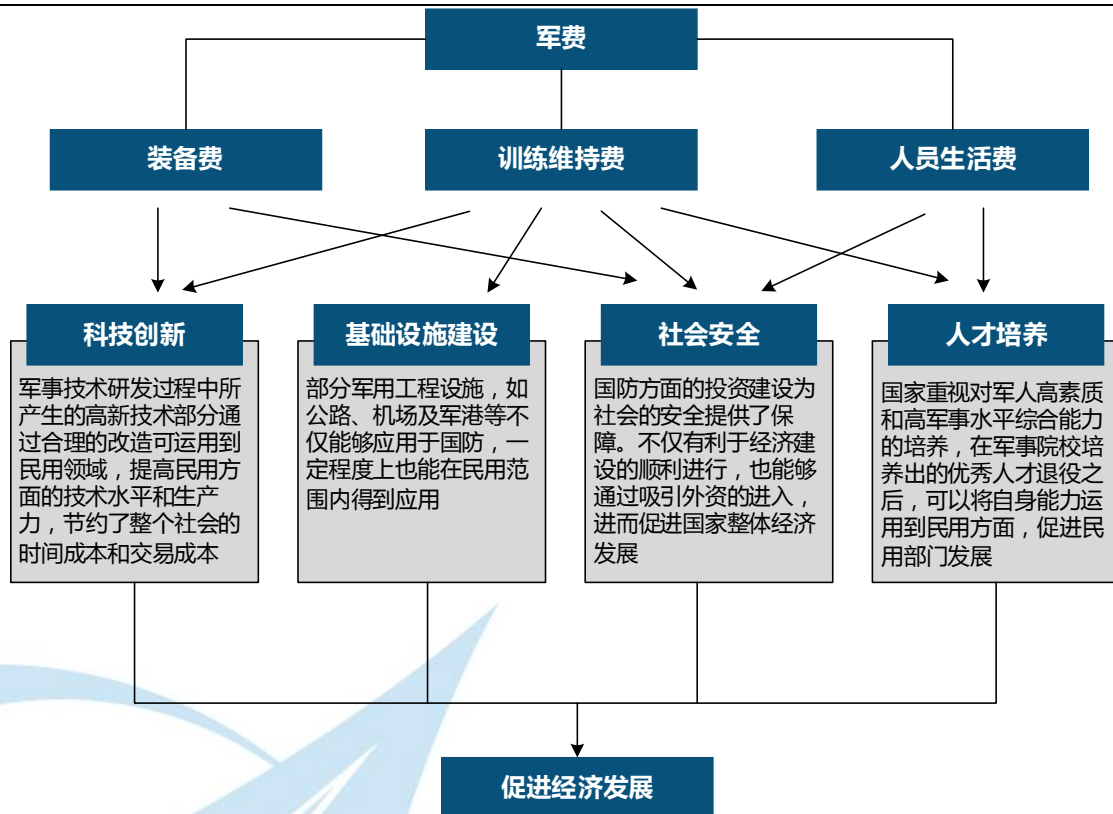 军费
装备费
训练维持费
人员生活费
科技创新
军事技术研发过程中所
产生的高新技术部分通
过合理的改造可运用到
民用领域，提高民用方
面的技术水平和生产
力，节约了整个社会的
时间成本和交易成本
基础设施建设
部分军用工程设施，如
公路、机场及军港等不
仅能够应用于国防，一
定程度上也能在民用范
围内得到应用
社会安全
国防方面的投资建设为
社会的安全提供了保
障。不仅有利于经济建
设的顺利进行，也能够
通过吸引外资的进入，
进而促进国家整体经济
发展
人才培养
国家重视对军人高素质
和高军事水平综合能力
的培养，在军事院校培
养出的优秀人才退役之
后，可以将自身能力运
用到民用方面，促进民
用部门发展
促进经济发展